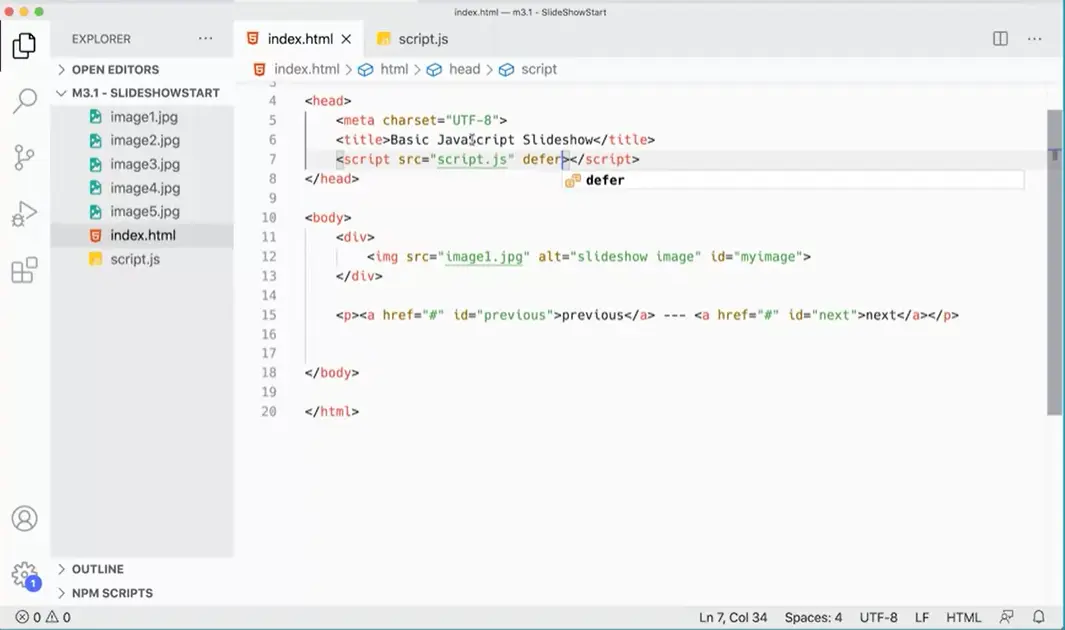 index.html — m3.1 - SlideShowStart
EXPLORER ···
index.html
script.js
OPEN EDITORS
index.html > html > head > script
M3.1 - SLIDESHOWSTART
image1.jpg
image2.jpg
image3.jpg
image4.jpg
image5.jpg
index.html
script.js
3
4 <head>
5 <meta charset="UTF-8">
6 <title>Basic JavaScript Slideshow</title>
7 <script src="script.js" defer></script>
defer
8 </head>
9
10 <body>
11 <div>
12 <img src="image1.jpg" alt="slideshow image" id="myimage">
13 </div>
14
15 <p><a href="#" id="previous">previous</a> --- <a href="#" id="next">next</a></p>
16
17
18 </body>
19
20 </html>
OUTLINE
1
NPM SCRIPTS
0 0
Ln 7, Col 34 Spaces: 4 UTF-8 LF HTML